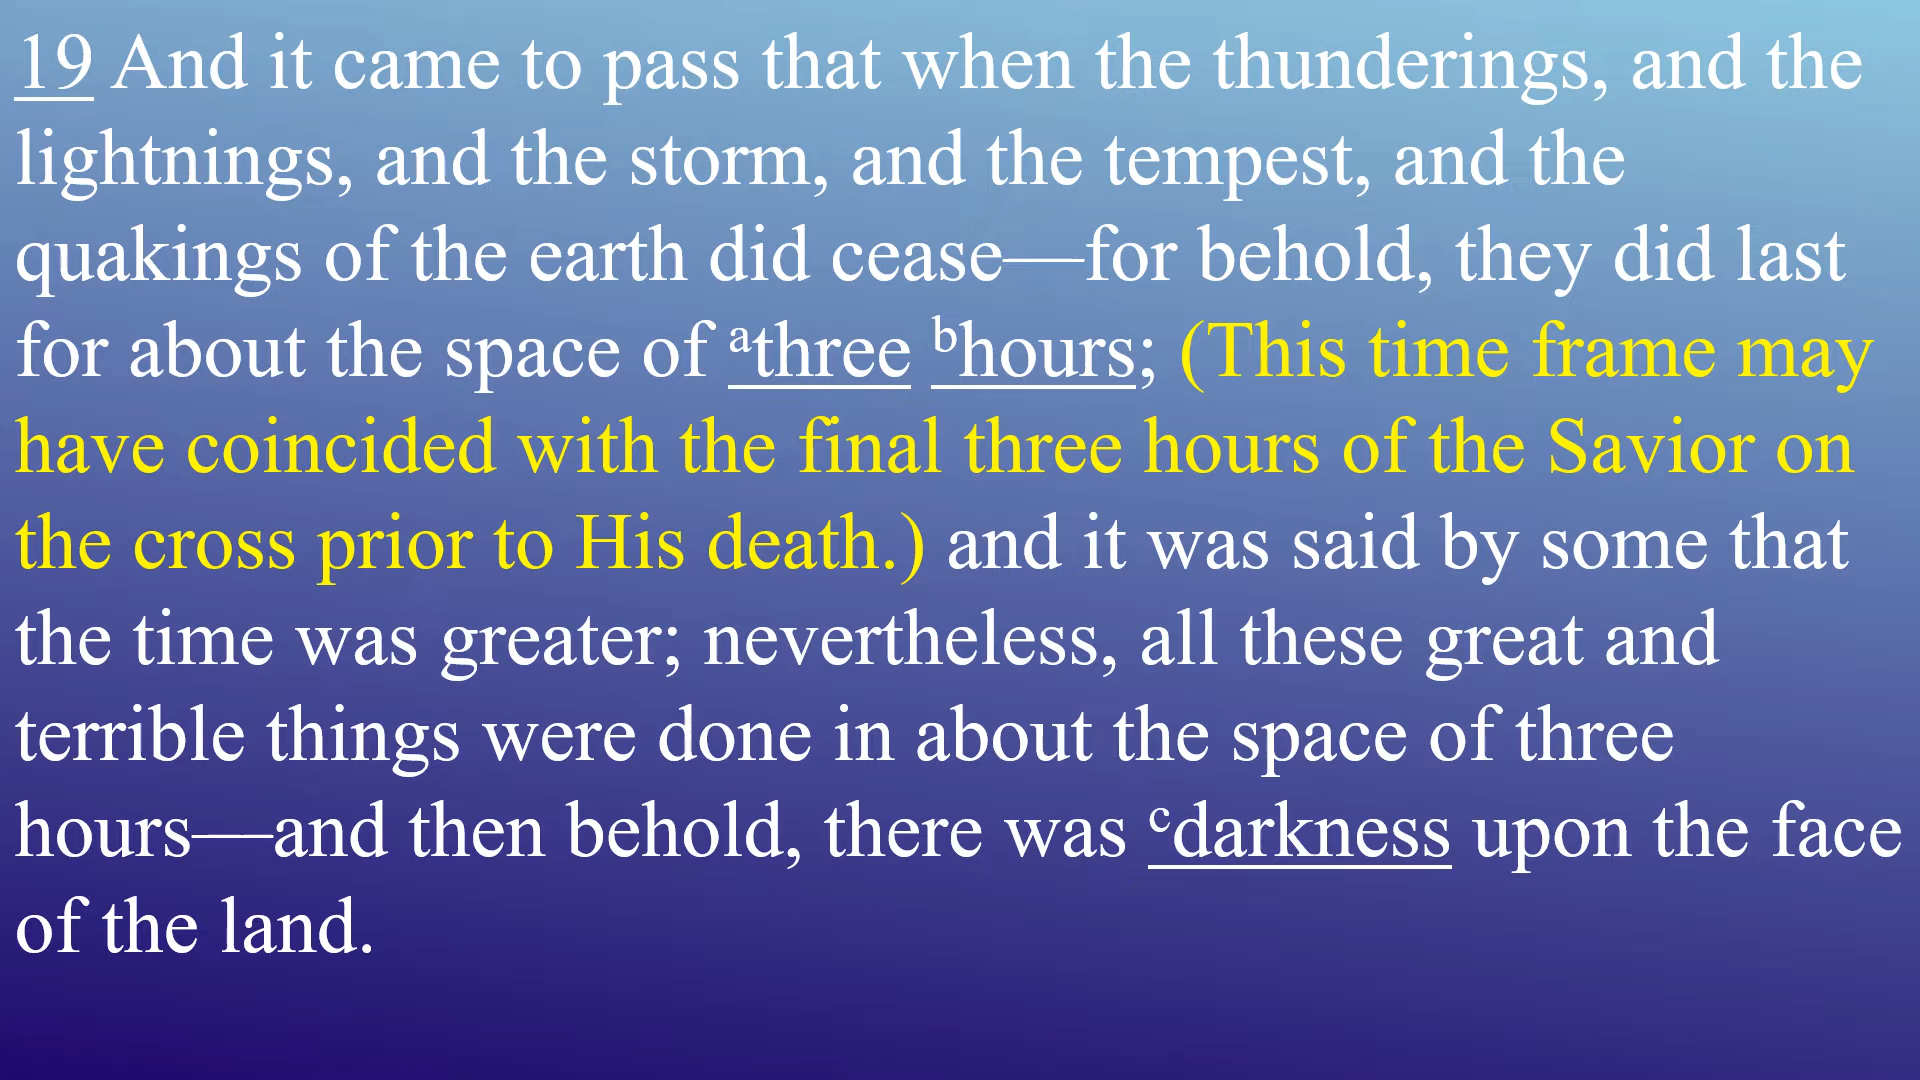 19 And it came to pass that when the thunderings, and the
lightnings, and the storm, and the tempest, and the
quakings of the earth did cease—for behold, they did last
for about the space of athree bhours; (This time frame may
have coincided with the final three hours of the Savior on
the cross prior to His death.) and it was said by some that
the time was greater; nevertheless, all these great and
terrible things were done in about the space of three
hours—and then behold, there was cdarkness upon the face
of the land.